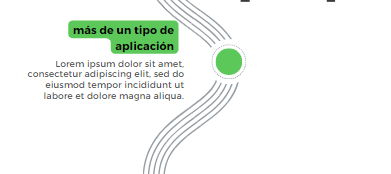 más de un tipo de
aplicación
Lorem ipsum dolor sit amet,
consectetur adipiscing elit, sed do
eiusmod tempor incididunt ut
labore et dolore magna aliqua.